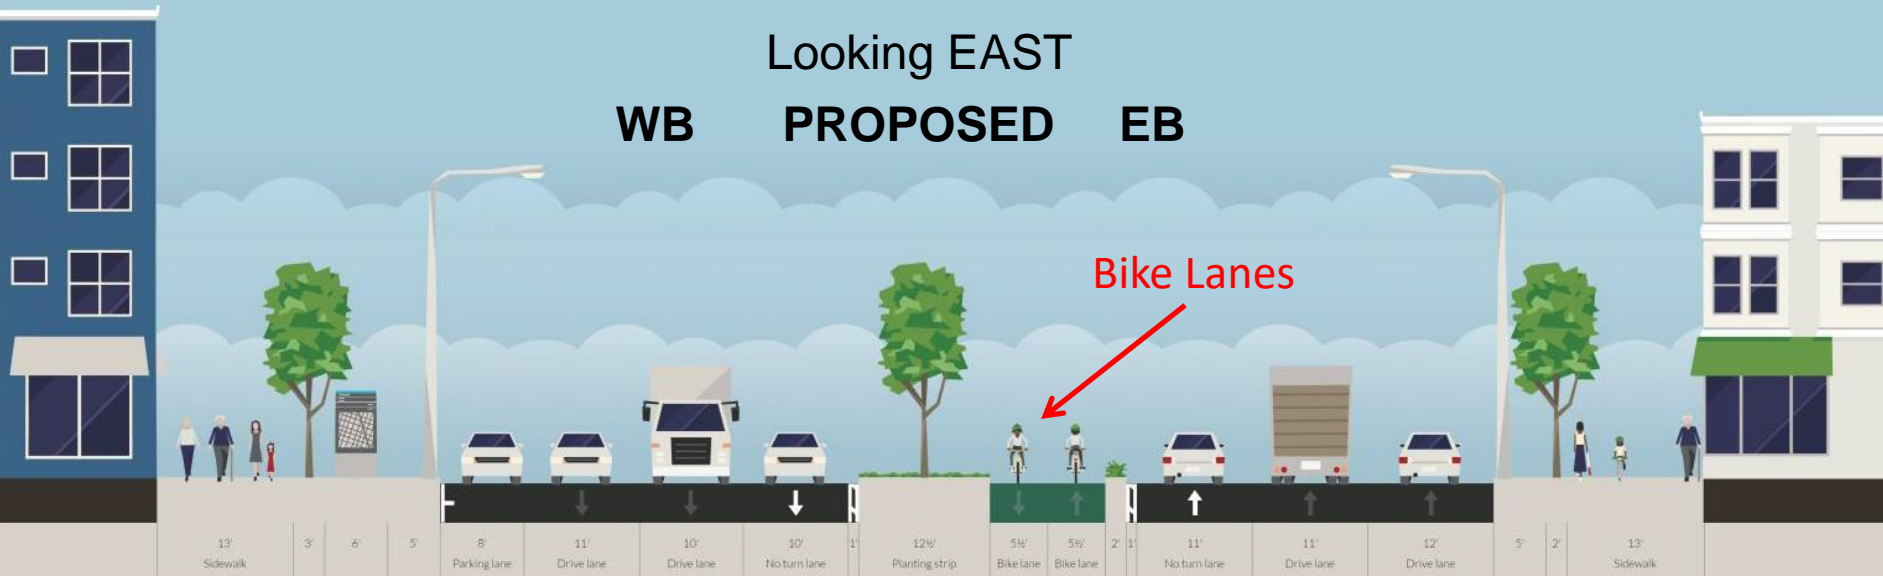 Looking EAST
WB PROPOSED EB
Bike Lanes
13' 3' 6' 5' 8' 11' 10' 10' 1' 12½' 5½' 5½' 2' 1' 11' 11' 12' 5' 2' 13'
Sidewalk Parking lane Drive lane Drive lane No turn lane Planting strip Bike lane Bike lane No turn lane Drive lane Drive lane Sidewalk